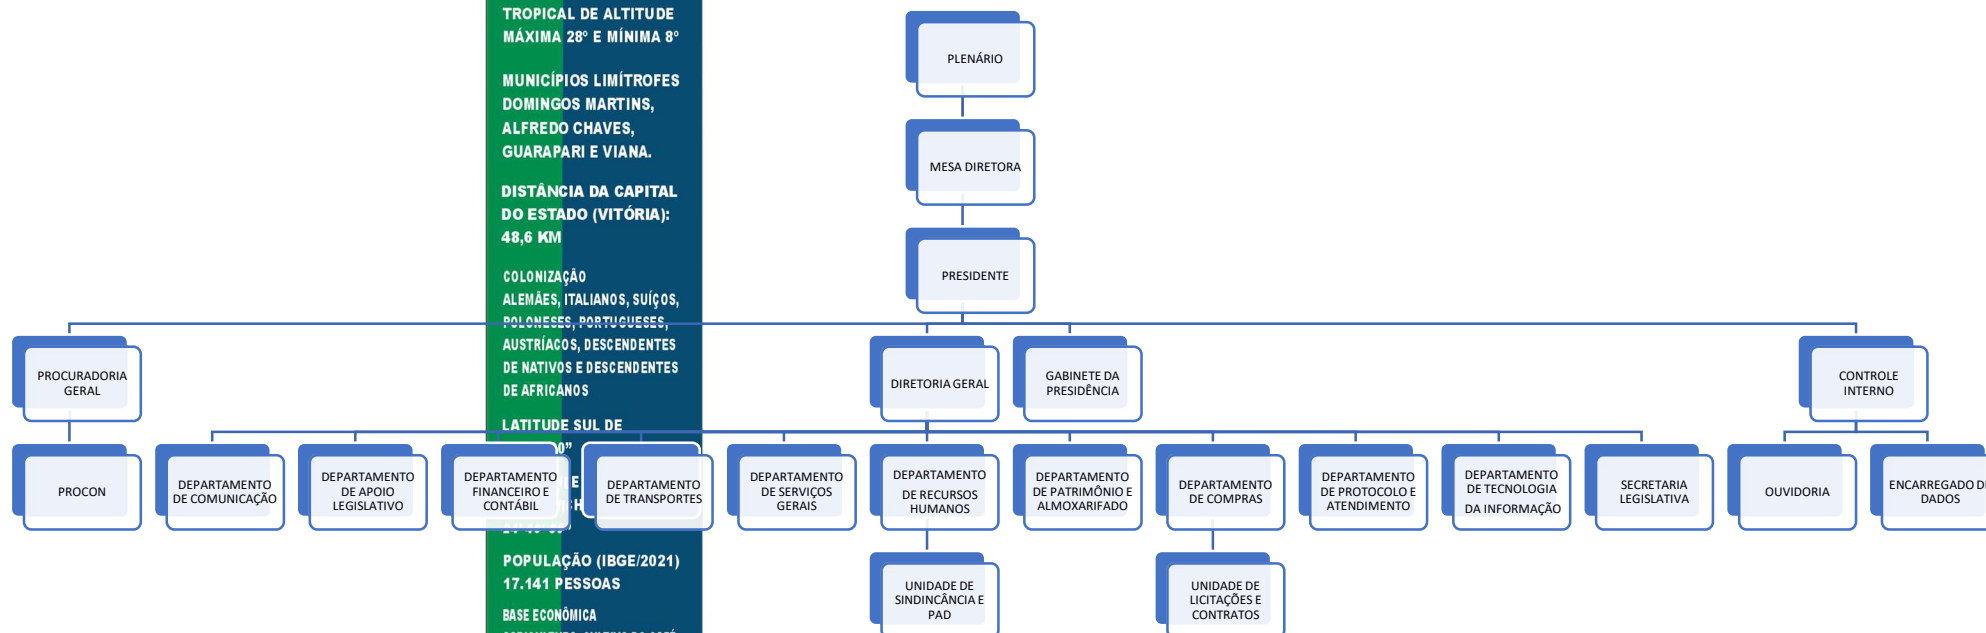 TROPICAL DE ALTITUDE
MÁXIMA 28º E MÍNIMA 8º
MUNICÍPIOS LIMÍTROFES
DOMINGOS MARTINS,
ALFREDO CHAVES,
GUARAPARI E VIANA.
DISTÂNCIA DA CAPITAL
DO ESTADO (VITÓRIA):
48,6 KM
COLONIZAÇÃO
ALEMÃES, ITALIANOS, SUÍÇOS,
POLONESES, PORTUGUESES,
AUSTRÍACOS, DESCENDENTES
DE NATIVOS E DESCENDENTES
DE AFRICANOS
LATITUDE SUL DE
POPULAÇÃO (IBGE/2021)
17.141 PESSOAS
BASE ECONÔMICA
PLENÁRIO
MESA DIRETORA
PRESIDENTE
PROCURADORIA
GERAL
DIRETORIA GERAL
GABINETE DA
PRESIDÊNCIA
CONTROLE
INTERNO
PROCON
DEPARTAMENTO
DE COMUNICAÇÃO
DEPARTAMENTO
DE APOIO
LEGISLATIVO
DEPARTAMENTO
FINANCEIRO E
CONTÁBIL
DEPARTAMENTO
DE TRANSPORTES
DEPARTAMENTO
DE SERVIÇOS
GERAIS
DEPARTAMENTO
DE RECURSOS
HUMANOS
DEPARTAMENTO
DE PATRIMÔNIO E
ALMOXARIFADO
DEPARTAMENTO
DE COMPRAS
DEPARTAMENTO
DE PROTOCOLO E
ATENDIMENTO
DEPARTAMENTO
DE TECNOLOGIA
DA INFORMAÇÃO
SECRETARIA
LEGISLATIVA
OUVIDORIA
ENCARREGADO DE
DADOS
UNIDADE DE
SINDINCÂNCIA E
PAD
UNIDADE DE
LICITAÇÕES E
CONTRATOS